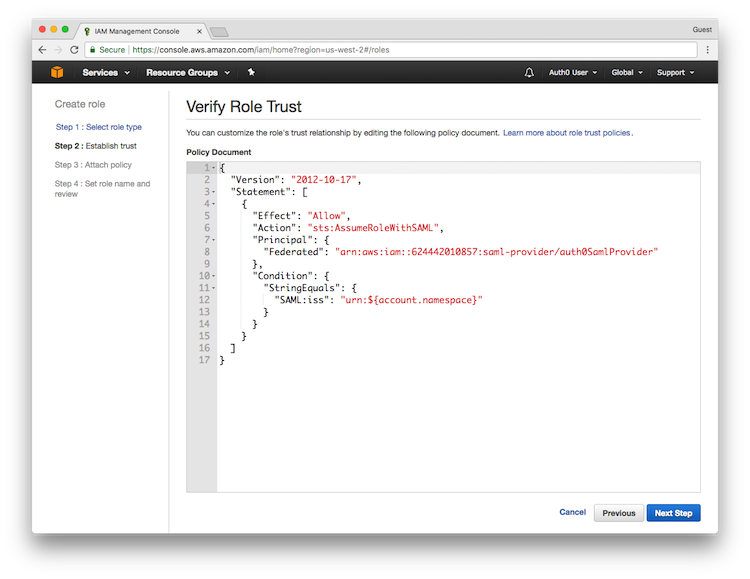 IAM Management Console
Guest
Secure https://console.aws.amazon.com/iam/home?region=us-west-2#/roles
Services Resource Groups Auth0 User Global Support
Create role
Step 1 : Select role type
Step 2 : Establish trust
Step 3 : Attach policy
Step 4 : Set role name and
review
Verify Role Trust
You can customize the role's trust relationship by editing the following policy document. Learn more about role trust policies.
Policy Document
1 {
2 "Version": "2012-10-17",
3 "Statement": [
4 {
5 "Effect": "Allow",
6 "Action": "sts:AssumeRoleWithSAML",
7 "Principal": {
8 "Federated": "arn:aws:iam::624442010857:saml-provider/auth0SamlProvider"
9 },
10 "Condition": {
11 "StringEquals": {
12 "SAML:iss": "urn:${account.namespace}"
13 }
14 }
15 }
16 ]
17 }
Cancel Previous Next Step